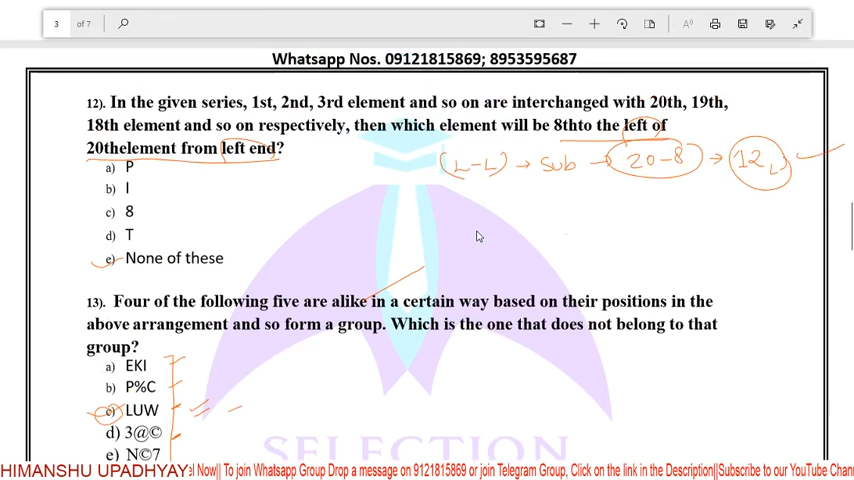 3 of 7
Whatsapp Nos. 09121815869; 8953595687
12). In the given series, 1st, 2nd, 3rd element and so on are interchanged with 20th, 19th,
18th element and so on respectively, then which element will be 8thto the left of
20thelement from left end?
(L-L) → Sub → 20-8 → 12L
a) P
b) I
c) 8
d) T
e) None of these
13). Four of the following five are alike in a certain way based on their positions in the
above arrangement and so form a group. Which is the one that does not belong to that
group?
a) EKI
b) P%C
c) LUW
d) 3@©
e) N©7
SELECTION
HIMANSHU UPADHYAY el Now|| To join Whatsapp Group Drop a message on 9121815869 or join Telegram Group, Click on the link in the Description||Subscribe to our YouTube Chan